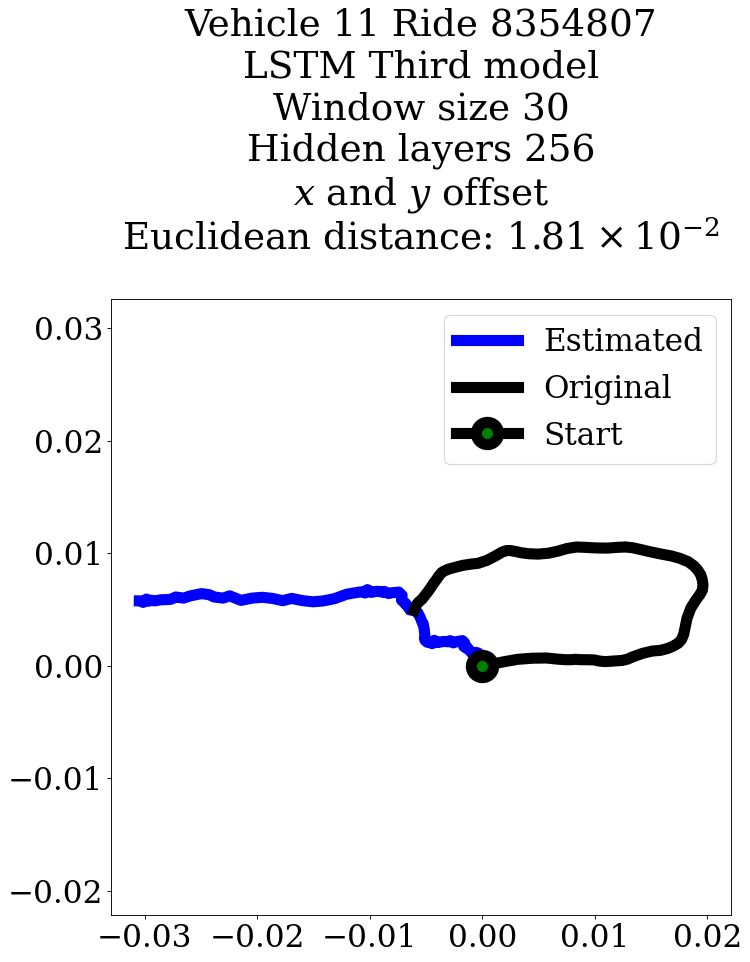 Vehicle 11 Ride 8354807
LSTM Third model
Window size 30
Hidden layers 256
x and y offset
Euclidean distance: 1.81 × 10⁻²
Estimated
Original
Start
0.03
0.02
0.01
0.00
−0.01
−0.02
−0.03 −0.02 −0.01 0.00 0.01 0.02